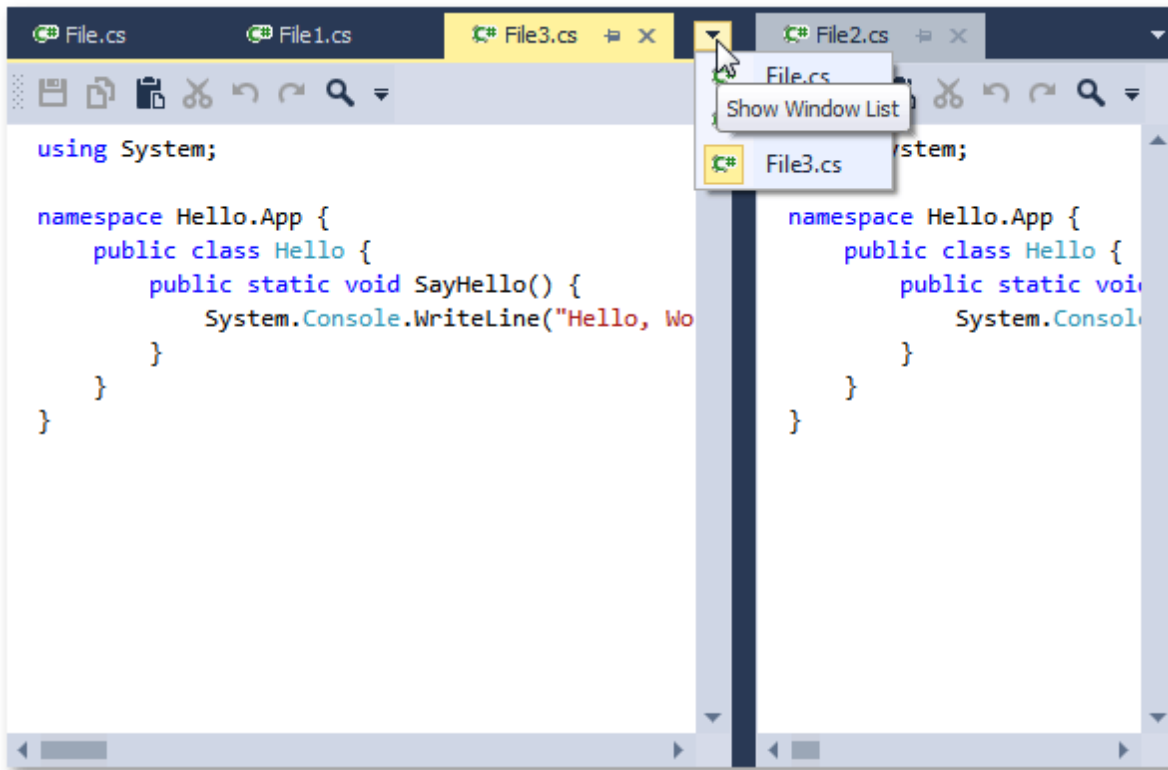 File.cs File1.cs File3.cs File2.cs
File.cs
Show Window List
File3.cs
using System;
namespace Hello.App {
    public class Hello {
        public static void SayHello() {
            System.Console.WriteLine("Hello, Wo
        }
    }
}
stem;
namespace Hello.App {
    public class Hello {
        public static voi
            System.Consol
        }
    }
}